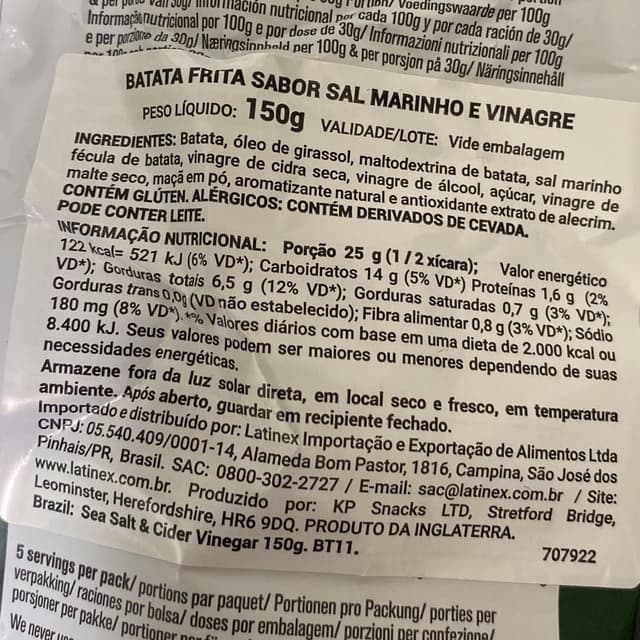 información nutricional por cada 100g y por cada ración de 30g/
Informação nutricional por 100g e por dose de 30g/ Informazioni nutrizionali per 100g
e per porzione da 30g/ Næringsinnhold per 100g & per porsjon på 30g/ Näringsinnehåll
BATATA FRITA SABOR SAL MARINHO E VINAGRE
PESO LÍQUIDO: 150g VALIDADE/LOTE: Vide embalagem
INGREDIENTES: Batata, óleo de girassol, maltodextrina de batata, sal marinho
fécula de batata, vinagre de cidra seca, vinagre de álcool, açúcar, vinagre de
malte seco, maçã em pó, aromatizante natural e antioxidante extrato de alecrim.
CONTÉM GLÚTEN. ALÉRGICOS: CONTÉM DERIVADOS DE CEVADA.
PODE CONTER LEITE.
INFORMAÇÃO NUTRICIONAL: Porção 25 g (1/2 xícara); Valor energético
122 kcal= 521 kJ (6% VD*); Carboidratos 14 g (5% VD*) Proteínas 1,6 g (2%
VD*); Gorduras totais 6,5 g (12% VD*); Gorduras saturadas 0,7 g (3% VD*);
Gorduras trans 0,0g (VD não estabelecido); Fibra alimentar 0,8 g (3% VD*); Sódio
180 mg (8% VD*). *% Valores diários com base em uma dieta de 2.000 kcal ou
8.400 kJ. Seus valores podem ser maiores ou menores dependendo de suas
necessidades energéticas.
Armazene fora da luz solar direta, em local seco e fresco, em temperatura
ambiente. Após aberto, guardar em recipiente fechado.
Importado e distribuído por: Latinex Importação e Exportação de Alimentos Ltda
CNPJ: 05.540.409/0001-14, Alameda Bom Pastor, 1816, Campina, São José dos
Pinhais/PR, Brasil. SAC: 0800-302-2727 / E-mail: sac@latinex.com.br / Site:
www.latinex.com.br. Produzido por: KP Snacks LTD, Stretford Bridge,
Leominster, Herefordshire, HR6 9DQ. PRODUTO DA INGLATERRA.
Brazil: Sea Salt & Cider Vinegar 150g. BT11.
707922
5 servings per pack/ portions par paquet/ Portionen pro Packung/ porties per
verpakking/ raciones por bolsa/ doses por embalagem/ porzioni per confezione/
porsjoner per pakke/ portioner
We never